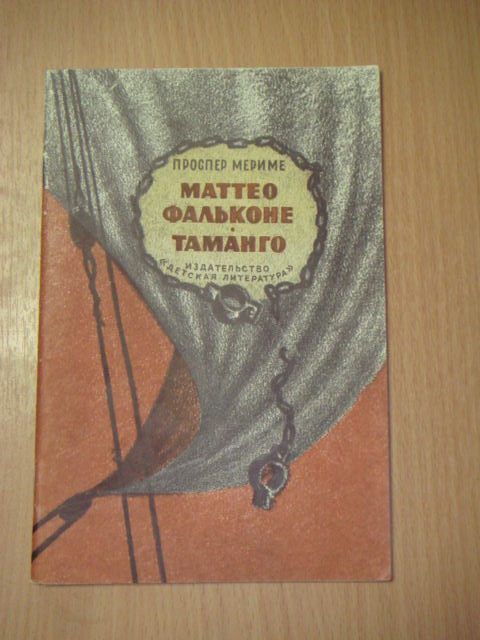 ПРОСПЕР МЕРИМЕ
МАТТЕО
ФАЛЬКОНЕ
·
ТАМАНГО
ИЗДАТЕЛЬСТВО
«ДЕТСКАЯ ЛИТЕРАТУРА»